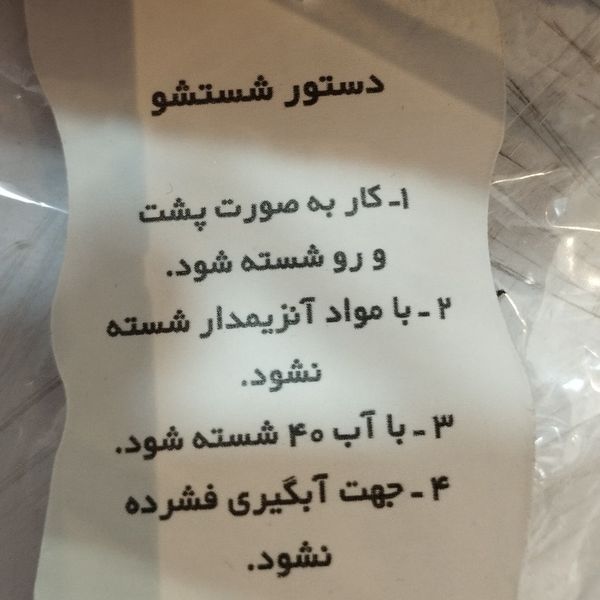 دستور شستشو
۱- کار به صورت پشت
و رو شسته شود.
۲ - با مواد آنزیمدار شسته
نشود.
۳ - با آب ۴۰ شسته شود.
۴ - جهت آبگیری فشرده
نشود.